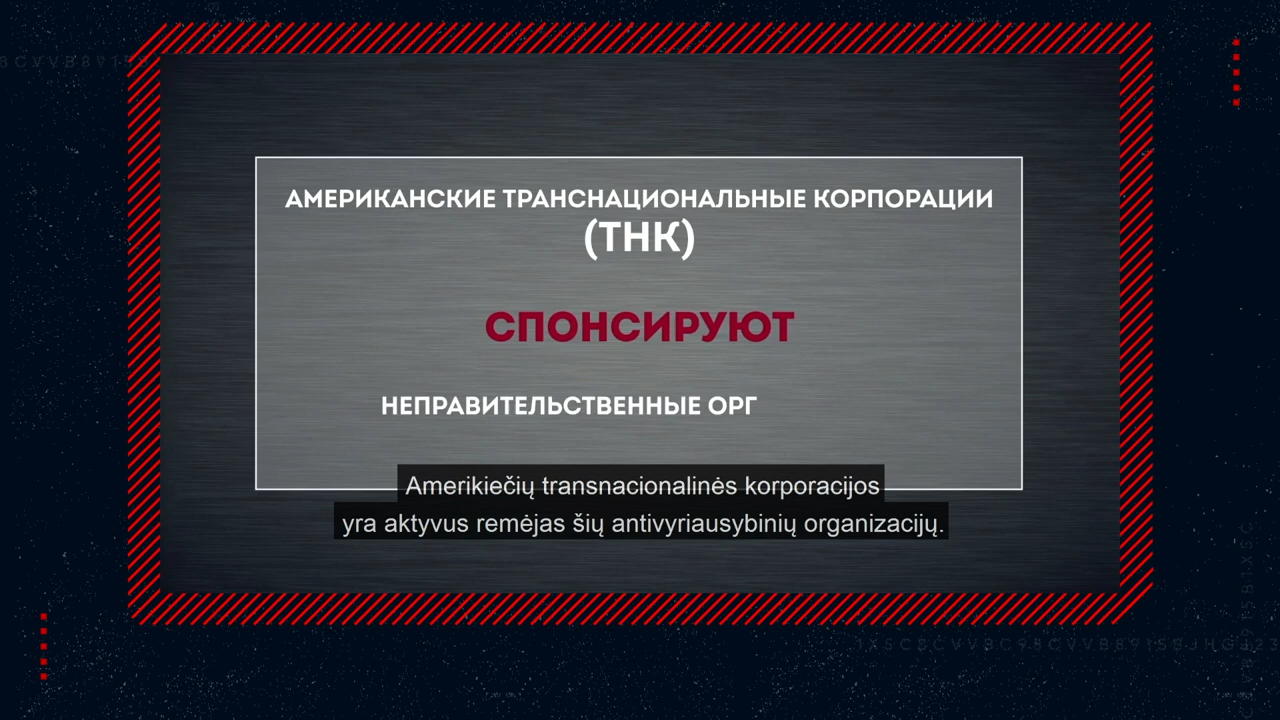 АМЕРИКАНСКИЕ ТРАНСНАЦИОНАЛЬНЫЕ КОРПОРАЦИИ
(ТНК)
СПОНСИРУЮТ
НЕПРАВИТЕЛЬСТВЕННЫЕ ОРГ
Amerikiečių transnacionalinės korporacijos
yra aktyvus remėjas šių antivyriausybinių organizacijų.